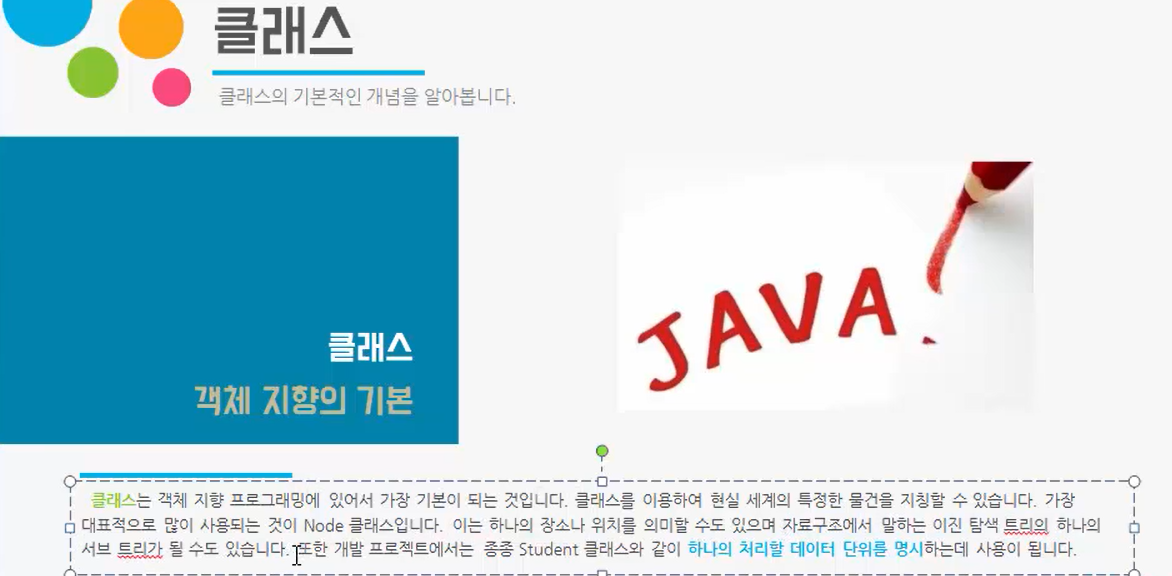 클래스
클래스의 기본적인 개념을 알아봅니다.
클래스
객체 지향의 기본
JAVA
클래스는 객체 지향 프로그래밍에 있어서 가장 기본이 되는 것입니다. 클래스를 이용하여 현실 세계의 특정한 물건을 지칭할 수 있습니다. 가장
대표적으로 많이 사용되는 것이 Node 클래스입니다. 이는 하나의 장소나 위치를 의미할 수도 있으며 자료구조에서 말하는 이진 탐색 트리의 하나의
서브 트리가 될 수도 있습니다. 또한 개발 프로젝트에서는 종종 Student 클래스와 같이 하나의 처리할 데이터 단위를 명시하는데 사용이 됩니다.